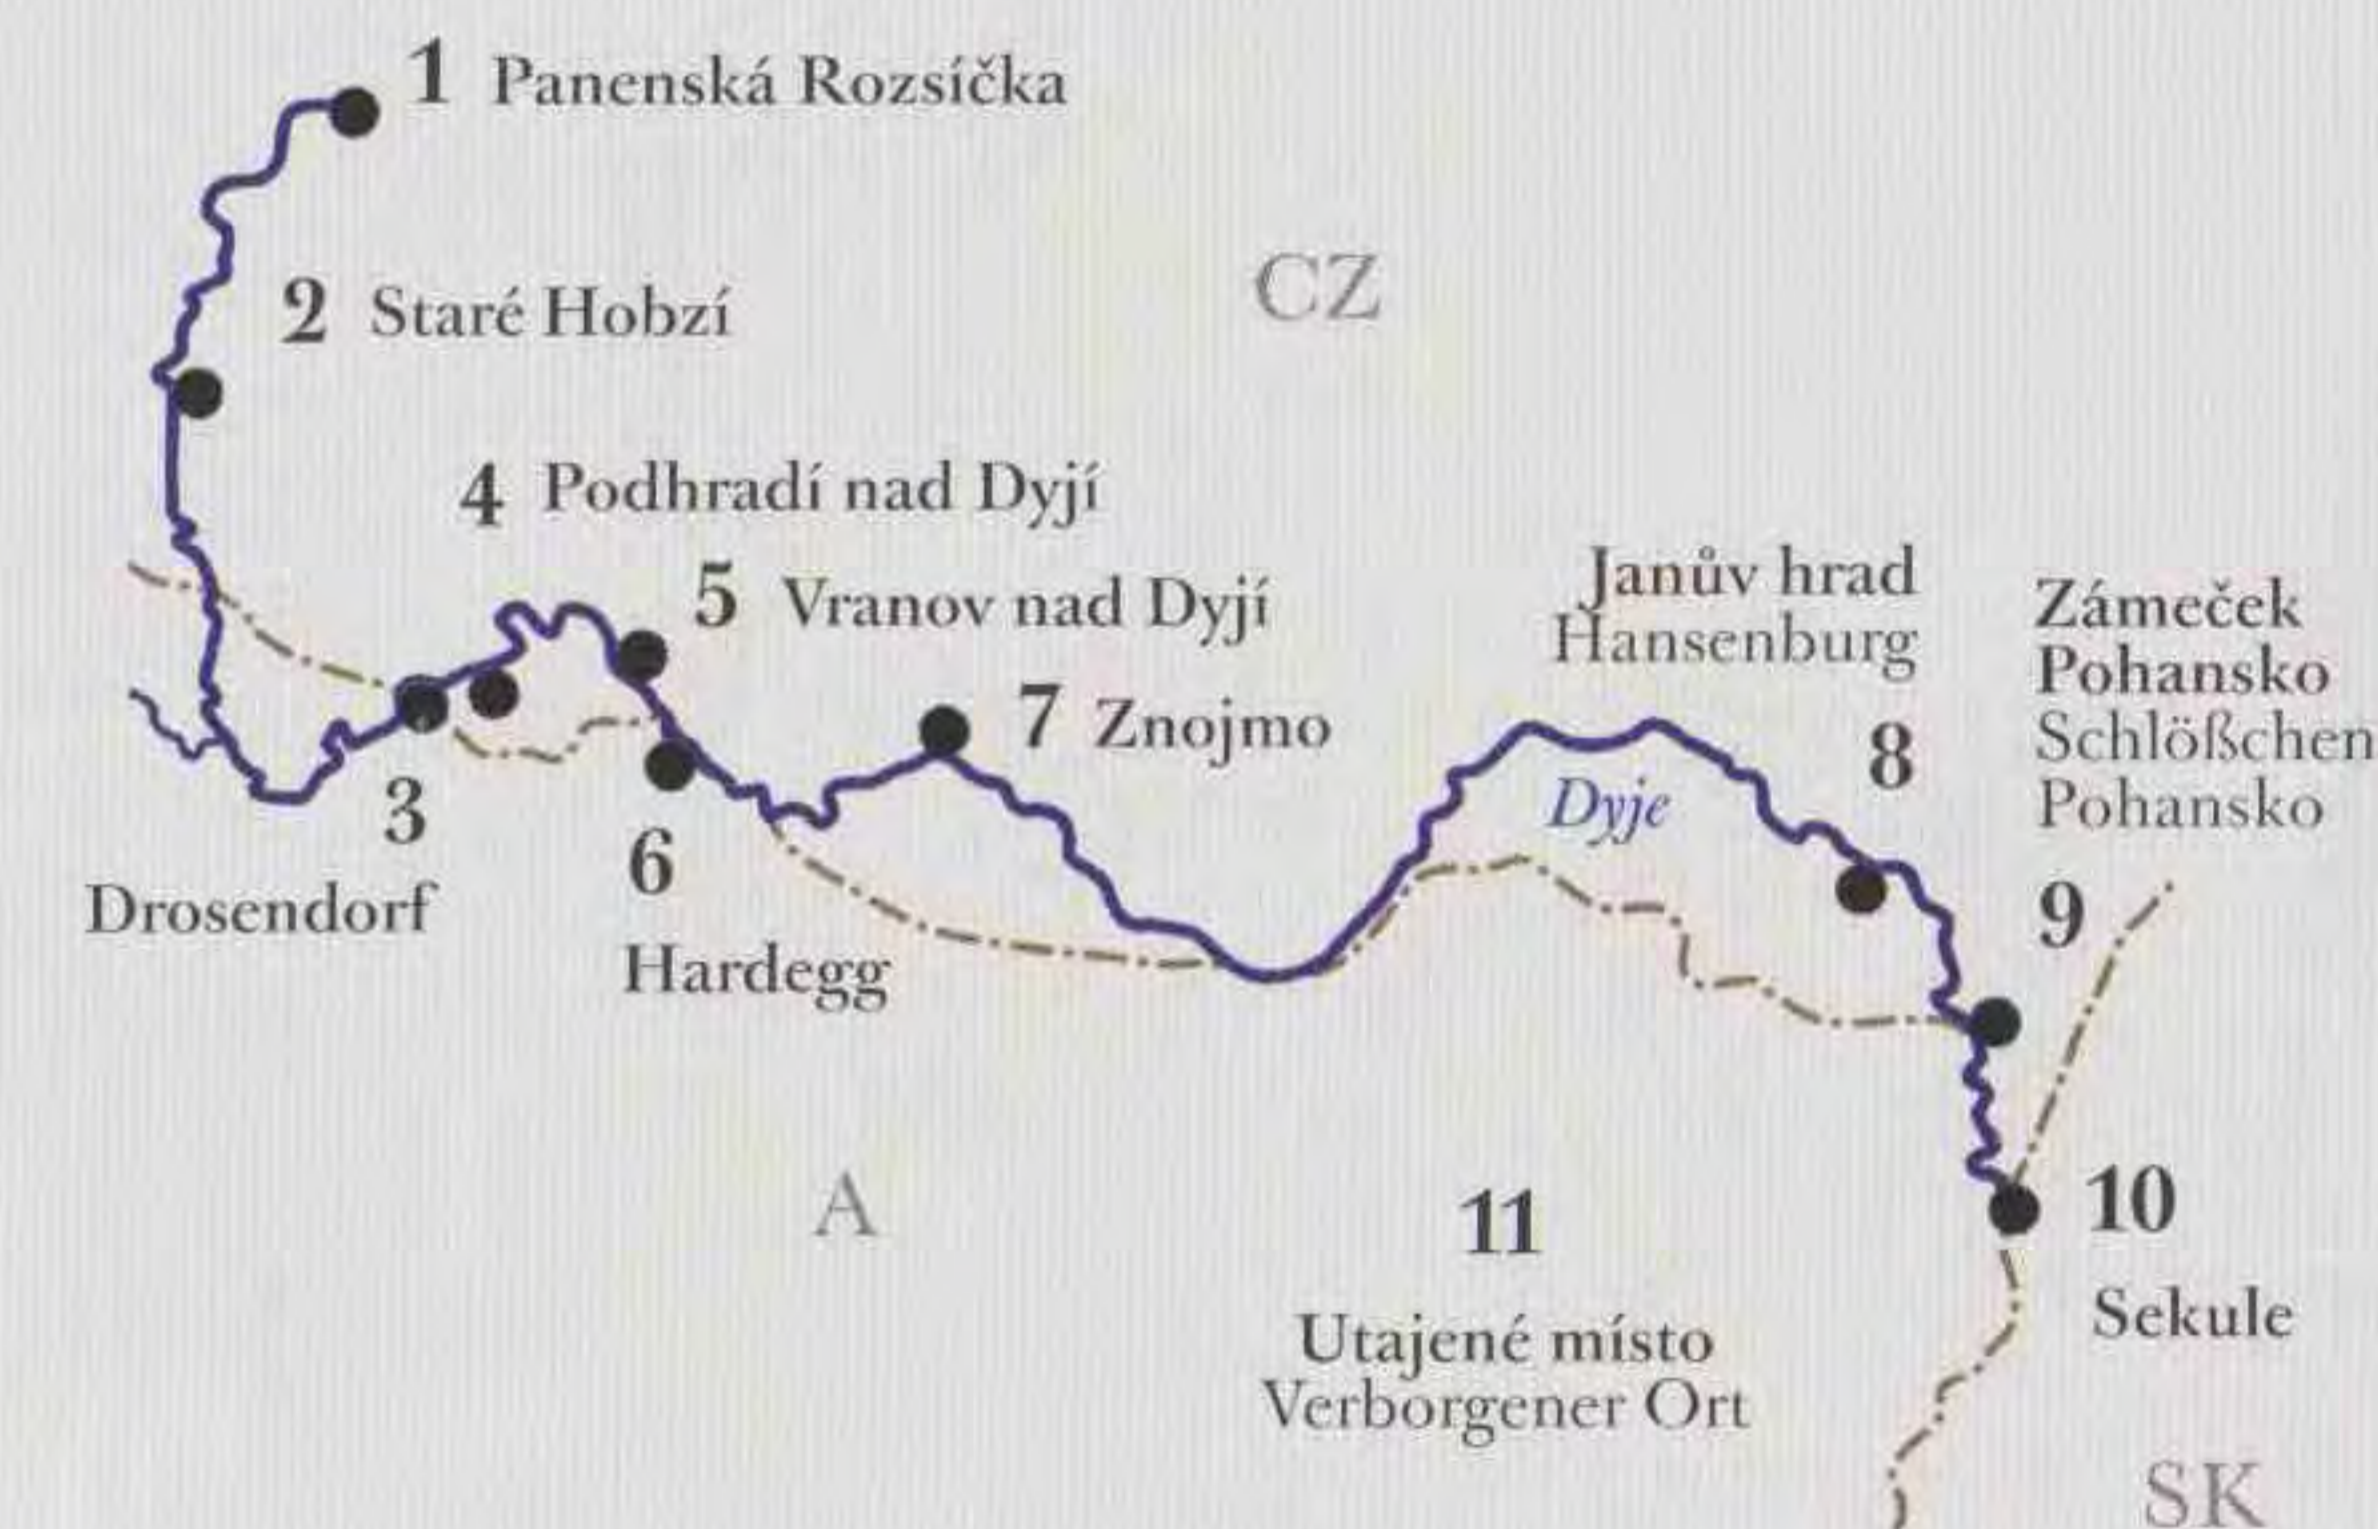 1 Panenská Rozsíčka
2 Staré Hobzí
CZ
4 Podhradí nad Dyjí
5 Vranov nad Dyjí
7 Znojmo
Janův hrad
Hansenburg
8
Zámeček
Pohansko
Schlößchen
Pohansko
9
Dyje
3
Drosendorf
6
Hardegg
A
11
Utajené místo
Verborgener Ort
10
Sekule
SK